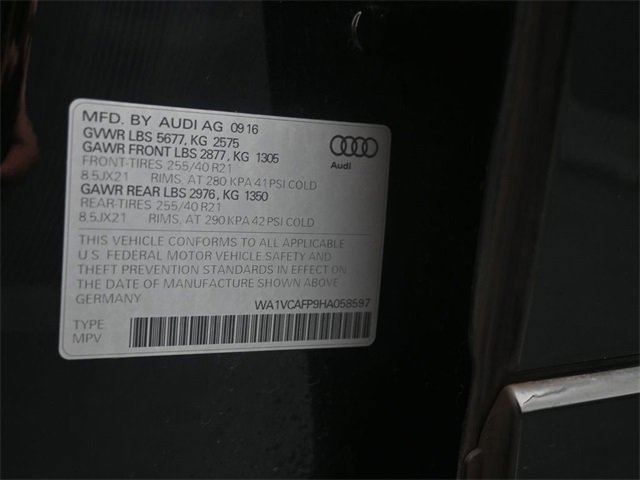 MFD. BY AUDI AG 09 16
GVWR LBS 5677, KG 2575
GAWR FRONT LBS 2877, KG 1305
FRONT-TIRES 255/40 R21
8.5JX21 RIMS, AT 280 KPA 41 PSI COLD
GAWR REAR LBS 2976, KG 1350
REAR-TIRES 255/40 R21
8.5JX21 RIMS, AT 290 KPA 42 PSI COLD
Audi
THIS VEHICLE CONFORMS TO ALL APPLICABLE
U.S. FEDERAL MOTOR VEHICLE SAFETY AND
THEFT PREVENTION STANDARDS IN EFFECT ON
THE DATE OF MANUFACTURE SHOWN ABOVE
GERMANY
WA1VCAFP9HA058597
TYPE
MPV